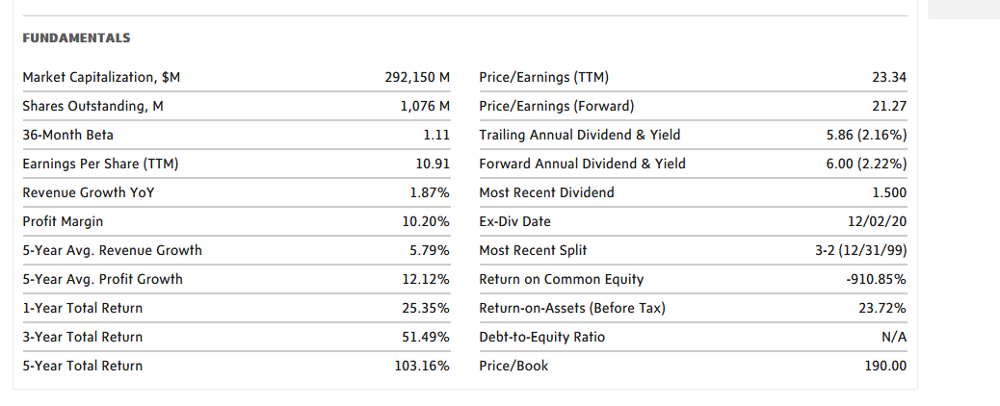 FUNDAMENTALS
Market Capitalization, $M 292,150 M
Shares Outstanding, M 1,076 M
36-Month Beta 1.11
Earnings Per Share (TTM) 10.91
Revenue Growth YoY 1.87%
Profit Margin 10.20%
5-Year Avg. Revenue Growth 5.79%
5-Year Avg. Profit Growth 12.12%
1-Year Total Return 25.35%
3-Year Total Return 51.49%
5-Year Total Return 103.16%
Price/Earnings (TTM) 23.34
Price/Earnings (Forward) 21.27
Trailing Annual Dividend & Yield 5.86 (2.16%)
Forward Annual Dividend & Yield 6.00 (2.22%)
Most Recent Dividend 1.500
Ex-Div Date 12/02/20
Most Recent Split 3-2 (12/31/99)
Return on Common Equity -910.85%
Return-on-Assets (Before Tax) 23.72%
Debt-to-Equity Ratio N/A
Price/Book 190.00